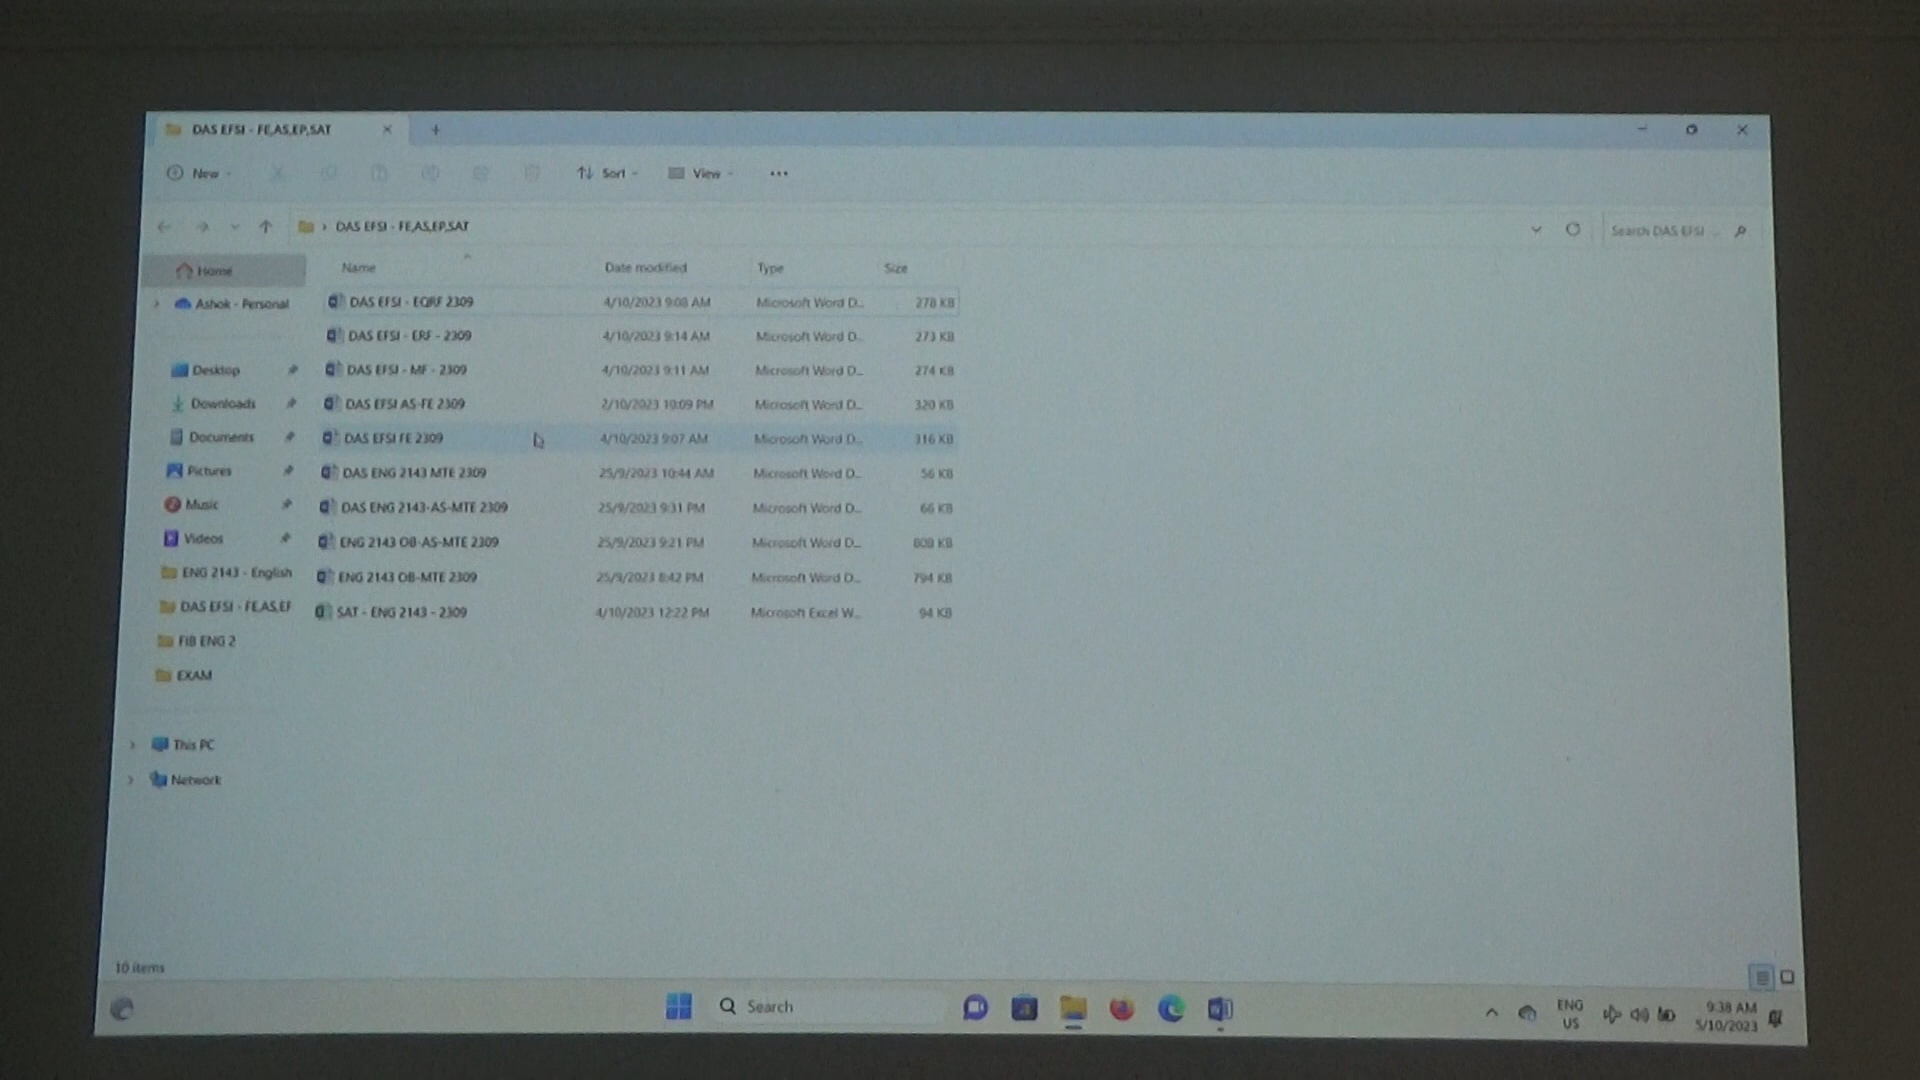 DAS EFSI - FE,AS,EP,SAT
New
Sort
View
DAS EFSI - FE,AS,EP,SAT
Search DAS EFSI ...
Name Date modified Type Size
Home
Ashok - Personal
Desktop
Downloads
Documents
Pictures
Music
Videos
ENG 2143 - English
DAS EFSI - FE,AS,EF
FIB ENG 2
EXAM
This PC
Network
DAS EFSI - EQRF 2309 4/10/2023 9:08 AM Microsoft Word D... 278 KB
DAS EFSI - ERF - 2309 4/10/2023 9:14 AM Microsoft Word D... 273 KB
DAS EFSI - MF - 2309 4/10/2023 9:11 AM Microsoft Word D... 274 KB
DAS EFSI AS-FE 2309 2/10/2023 10:09 PM Microsoft Word D... 320 KB
DAS EFSI FE 2309 4/10/2023 9:07 AM Microsoft Word D... 316 KB
DAS ENG 2143 MTE 2309 25/9/2023 10:44 AM Microsoft Word D... 56 KB
DAS ENG 2143-AS-MTE 2309 25/9/2023 9:31 PM Microsoft Word D... 66 KB
ENG 2143 OB-AS-MTE 2309 25/9/2023 9:21 PM Microsoft Word D... 808 KB
ENG 2143 OB-MTE 2309 25/9/2023 8:42 PM Microsoft Word D... 794 KB
SAT - ENG 2143 - 2309 4/10/2023 12:22 PM Microsoft Excel W... 94 KB
10 items
Search
ENG
US
9:38 AM
5/10/2023